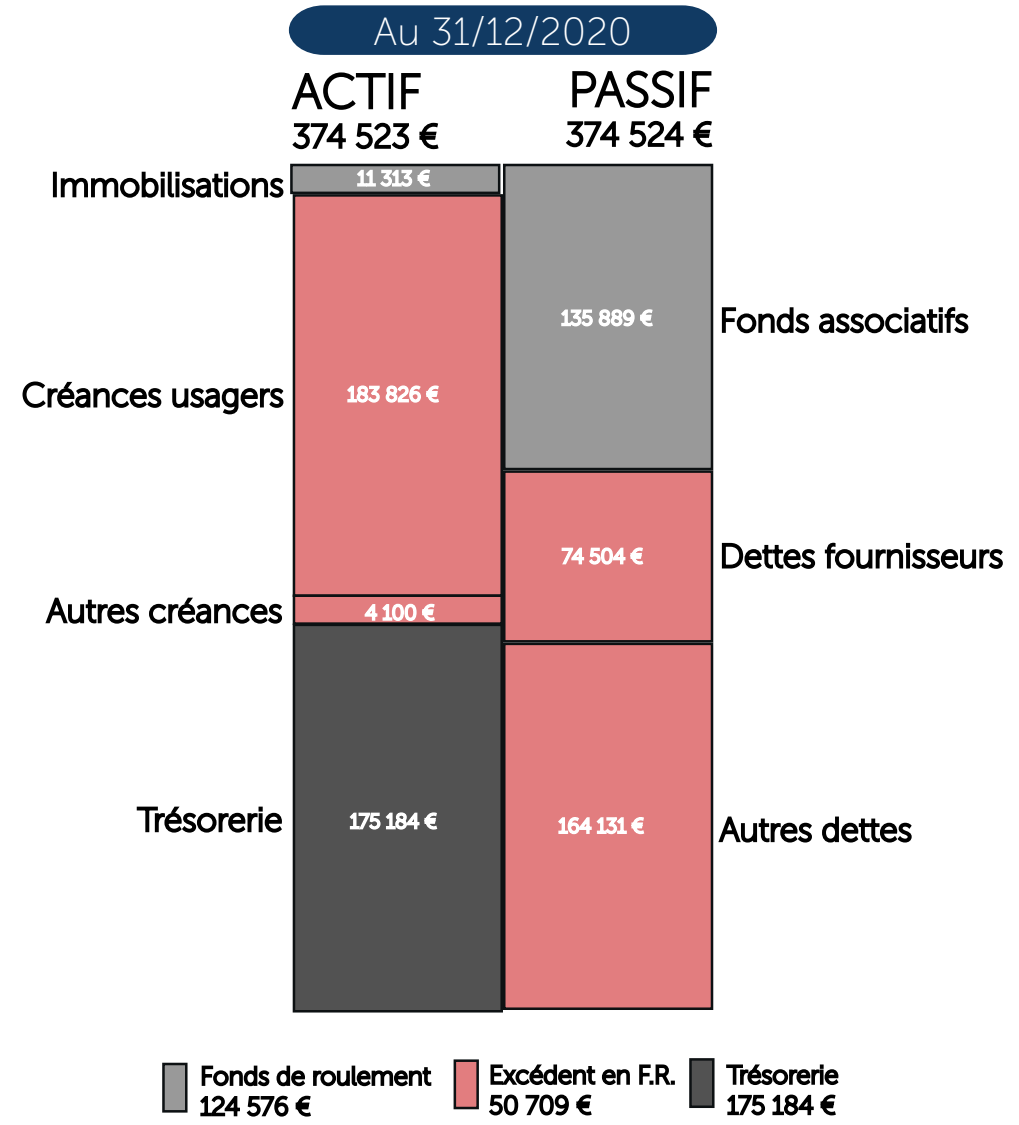 Au 31/12/2020
ACTIF
374 523 €
PASSIF
374 524 €
Immobilisations
11 313 €
135 889 €
Fonds associatifs
Créances usagers
183 826 €
74 504 €
Dettes fournisseurs
Autres créances
4 100 €
Trésorerie
175 184 €
164 131 €
Autres dettes
Fonds de roulement
124 576 €
Excédent en F.R.
50 709 €
Trésorerie
175 184 €